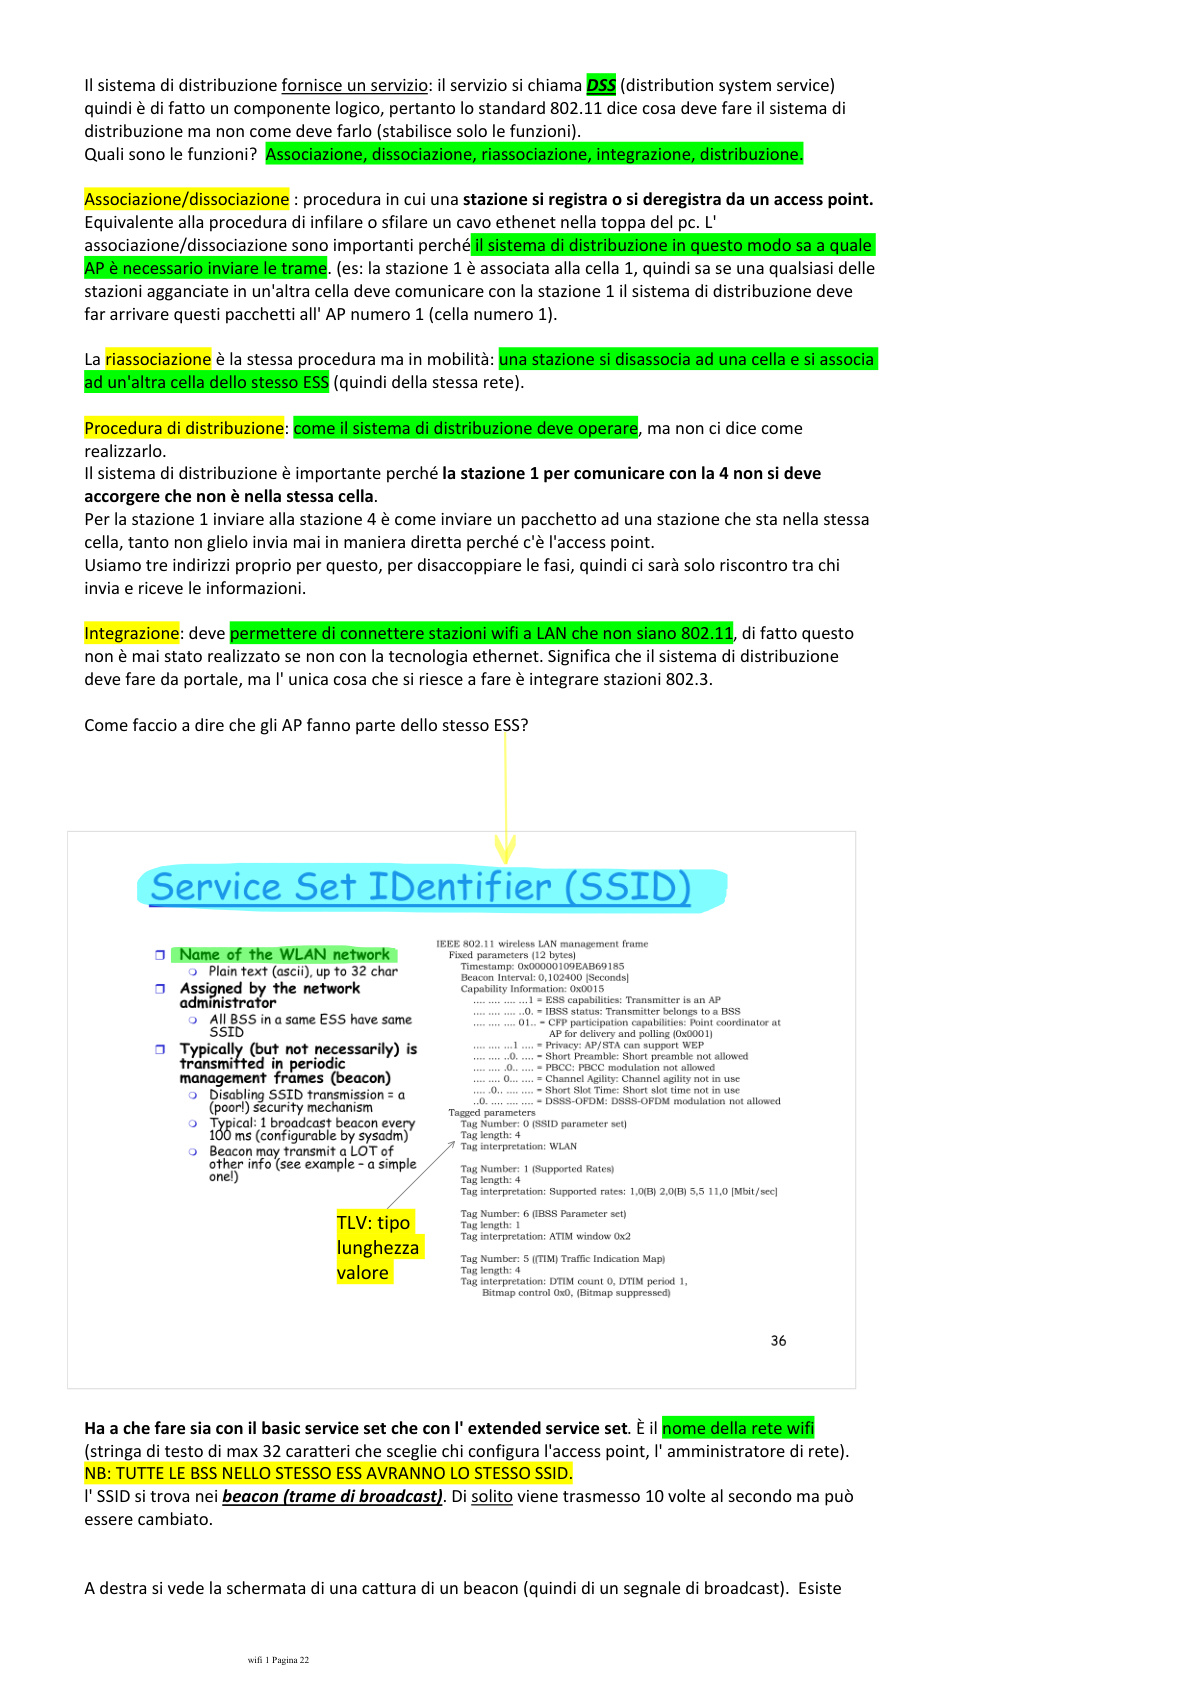 Il sistema di distribuzione fornisce un servizio: il servizio si chiama DSS (distribution system service)
quindi è di fatto un componente logico, pertanto lo standard 802.11 dice cosa deve fare il sistema di
distribuzione ma non come deve farlo (stabilisce solo le funzioni).
Quali sono le funzioni? Associazione, dissociazione, riassociazione, integrazione, distribuzione.
Associazione/dissociazione : procedura in cui una stazione si registra o si deregistra da un access point.
Equivalente alla procedura di infilare o sfilare un cavo ethenet nella toppa del pc. L'
associazione/dissociazione sono importanti perché il sistema di distribuzione in questo modo sa a quale
AP è necessario inviare le trame. (es: la stazione 1 è associata alla cella 1, quindi sa se una qualsiasi delle
stazioni agganciate in un'altra cella deve comunicare con la stazione 1 il sistema di distribuzione deve
far arrivare questi pacchetti all' AP numero 1 (cella numero 1).
La riassociazione è la stessa procedura ma in mobilità: una stazione si disassocia ad una cella e si associa
ad un'altra cella dello stesso ESS (quindi della stessa rete).
Procedura di distribuzione: come il sistema di distribuzione deve operare, ma non ci dice come
realizzarlo.
Il sistema di distribuzione è importante perché la stazione 1 per comunicare con la 4 non si deve
accorgere che non è nella stessa cella.
Per la stazione 1 inviare alla stazione 4 è come inviare un pacchetto ad una stazione che sta nella stessa
cella, tanto non glielo invia mai in maniera diretta perché c'è l'access point.
Usiamo tre indirizzi proprio per questo, per disaccoppiare le fasi, quindi ci sarà solo riscontro tra chi
invia e riceve le informazioni.
Integrazione: deve permettere di connettere stazioni wifi a LAN che non siano 802.11, di fatto questo
non è mai stato realizzato se non con la tecnologia ethernet. Significa che il sistema di distribuzione
deve fare da portale, ma l' unica cosa che si riesce a fare è integrare stazioni 802.3.
Come faccio a dire che gli AP fanno parte dello stesso ESS?
Service Set IDentifier (SSID)
Name of the WLAN network
Plain text (ascii), up to 32 char
Assigned by the network
administrator
All BSS in a same ESS have same
SSID
Typically (but not necessarily) is
transmitted in periodic
management frames (beacon)
Disabling SSID transmission = a
(poor!) security mechanism
Typical: 1 broadcast beacon every
100 ms (configurable by sysadm)
Beacon may transmit a LOT of
other info (see example – a simple
one!)
IEEE 802.11 wireless LAN management frame
Fixed parameters (12 bytes)
Timestamp: 0x00000109EAB69185
Beacon Interval: 0,102400 [Seconds]
Capability Information: 0x0015
.... .... .... ...1 = ESS capabilities: Transmitter is an AP
.... .... .... ..0. = IBSS status: Transmitter belongs to a BSS
.... .... .... 01.. = CFP participation capabilities: Point coordinator at
AP for delivery and polling (0x0001)
.... .... ...1 .... = Privacy: AP/STA can support WEP
.... .... ..0. .... = Short Preamble: Short preamble not allowed
.... .... .0.. .... = PBCC: PBCC modulation not allowed
.... .... 0... .... = Channel Agility: Channel agility not in use
.... .0.. .... .... = Short Slot Time: Short slot time not in use
..0. .... .... .... = DSSS-OFDM: DSSS-OFDM modulation not allowed
Tagged parameters
Tag Number: 0 (SSID parameter set)
Tag length: 4
Tag interpretation: WLAN
Tag Number: 1 (Supported Rates)
Tag length: 4
Tag interpretation: Supported rates: 1,0(B) 2,0(B) 5,5 11,0 [Mbit/sec]
Tag Number: 6 (IBSS Parameter set)
Tag length: 1
Tag interpretation: ATIM window 0x2
Tag Number: 5 ((TIM) Traffic Indication Map)
Tag length: 4
Tag interpretation: DTIM count 0, DTIM period 1,
Bitmap control 0x0, (Bitmap suppressed)
TLV: tipo
lunghezza
valore
36
Ha a che fare sia con il basic service set che con l' extended service set. È il nome della rete wifi
(stringa di testo di max 32 caratteri che sceglie chi configura l'access point, l' amministratore di rete).
NB: TUTTE LE BSS NELLO STESSO ESS AVRANNO LO STESSO SSID.
l' SSID si trova nei beacon (trame di broadcast). Di solito viene trasmesso 10 volte al secondo ma può
essere cambiato.
A destra si vede la schermata di una cattura di un beacon (quindi di un segnale di broadcast). Esiste
wifi 1 Pagina 22